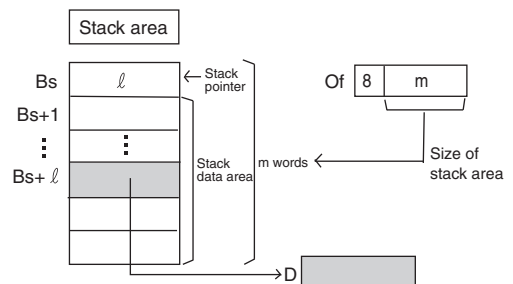 Stack area
Bs
ℓ
Stack
pointer
Of
8
m
Bs+1
⋮
⋮
Stack
data area
m words
Size of
stack area
Bs+ ℓ
D